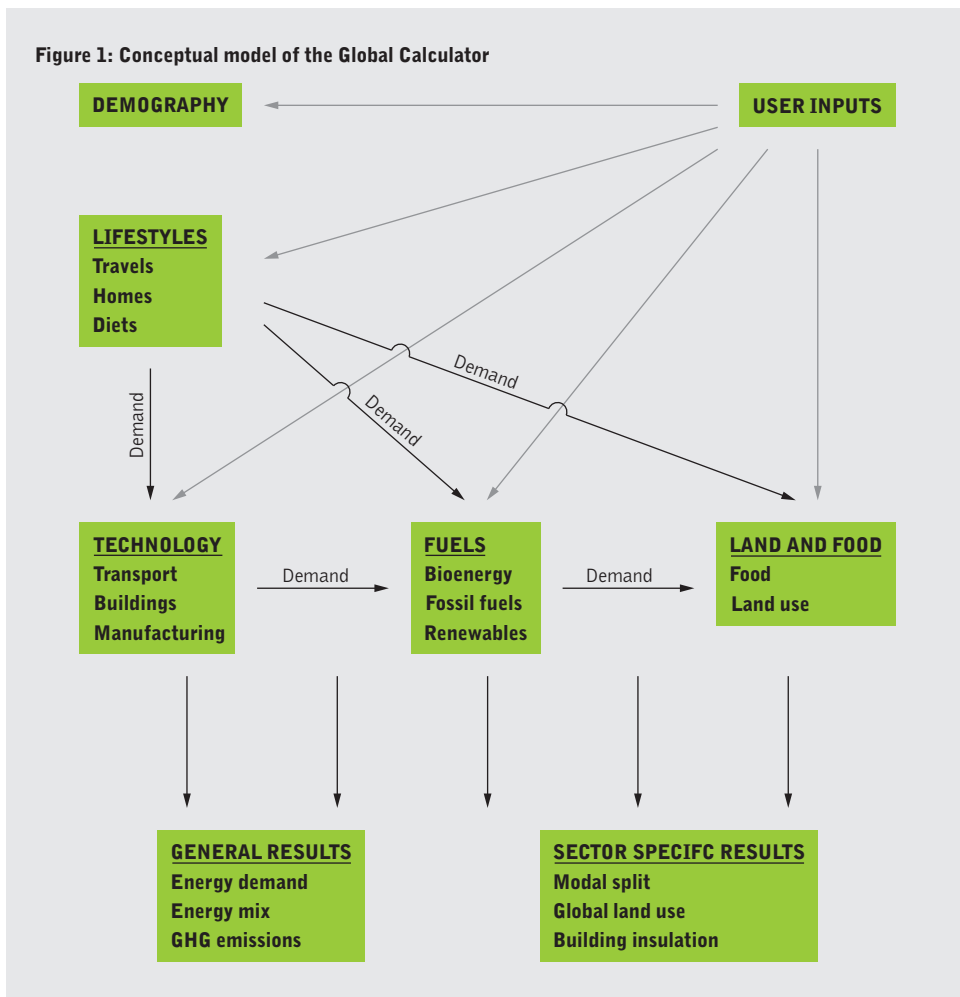 Figure 1: Conceptual model of the Global Calculator
DEMOGRAPHY
USER INPUTS
LIFESTYLES
Travels
Homes
Diets
Demand
Demand
Demand
TECHNOLOGY
Transport
Buildings
Manufacturing
Demand
FUELS
Bioenergy
Fossil fuels
Renewables
Demand
LAND AND FOOD
Food
Land use
GENERAL RESULTS
Energy demand
Energy mix
GHG emissions
SECTOR SPECIFC RESULTS
Modal split
Global land use
Building insulation